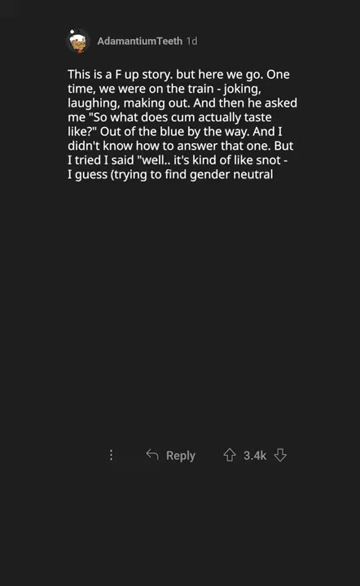 AdamantiumTeeth 1d
This is a F up story. but here we go. One
time, we were on the train - joking,
laughing, making out. And then he asked
me "So what does cum actually taste
like?" Out of the blue by the way. And I
didn't know how to answer that one. But
I tried I said "well.. it's kind of like snot -
I guess (trying to find gender neutral
Reply 3.4k